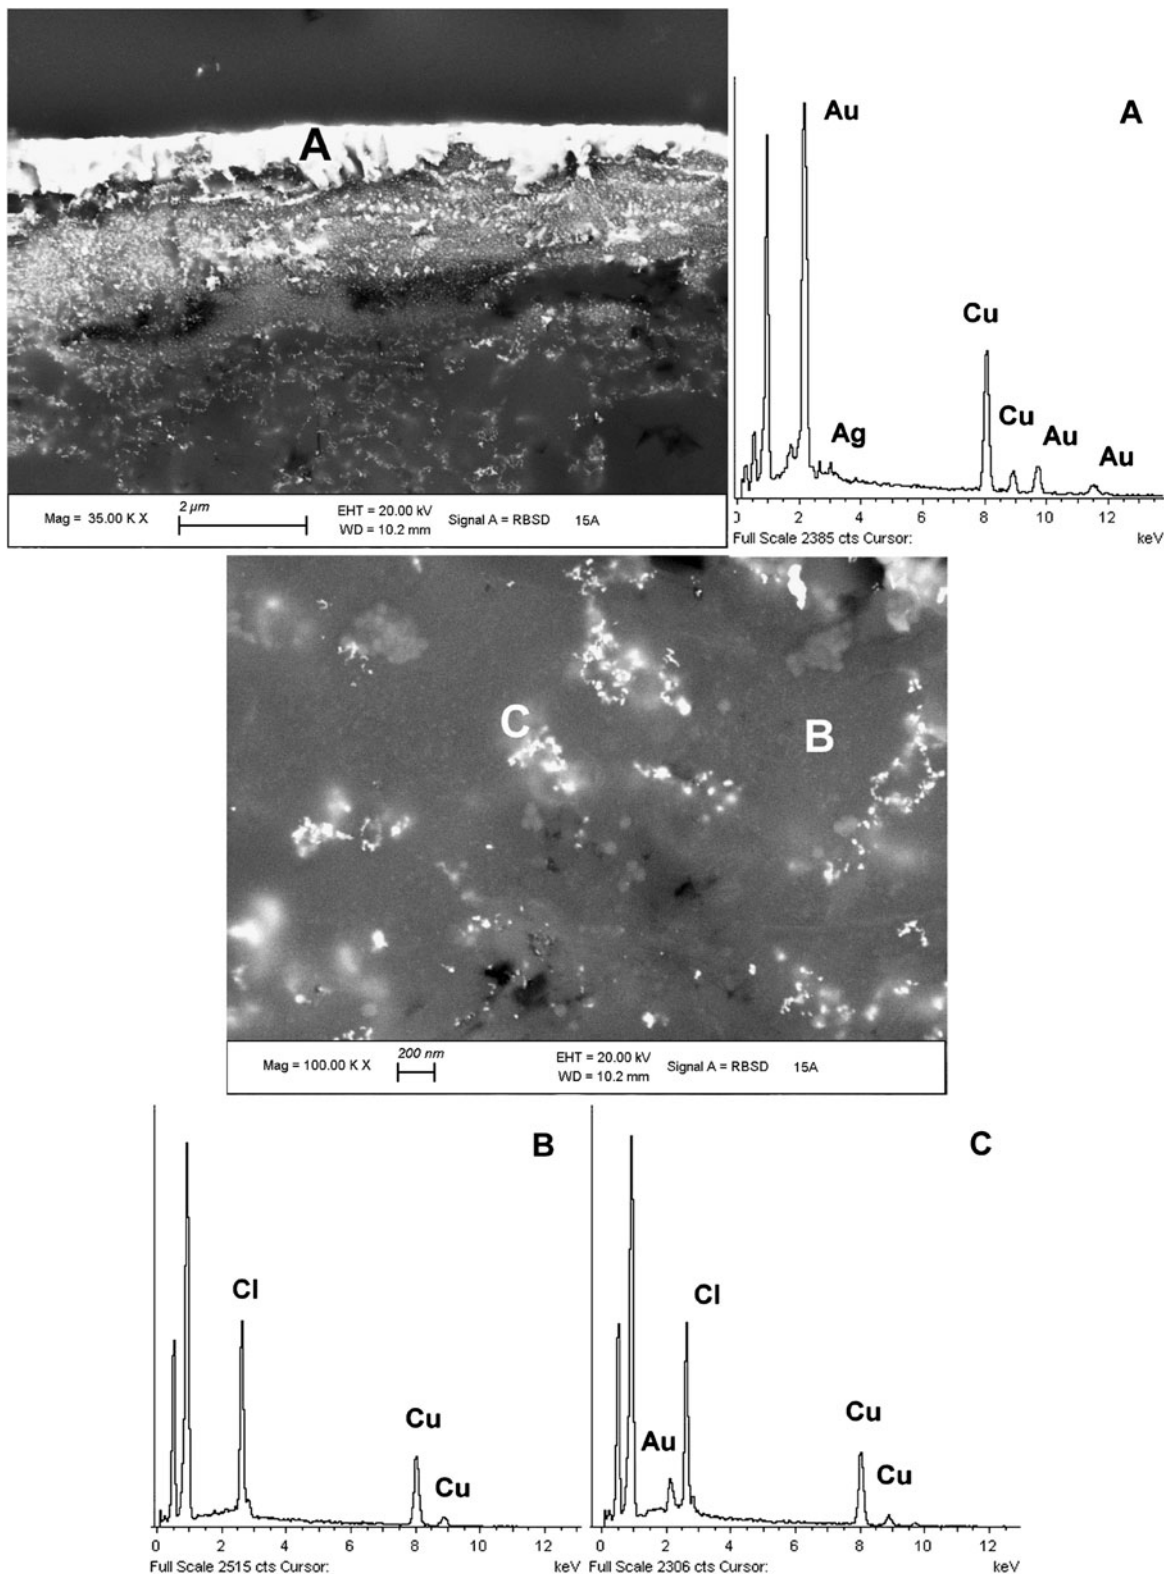 A
Mag = 35.00 K X
2 µm
EHT = 20.00 kV
WD = 10.2 mm
Signal A = RBSD
15A
A
Au
Cu
Ag
Cu
Au
Au
0 2 4 6 8 10 12
Full Scale 2385 cts Cursor:
keV
C
B
Mag = 100.00 K X
200 nm
EHT = 20.00 kV
WD = 10.2 mm
Signal A = RBSD
15A
B
Cl
Cu
Cu
0 2 4 6 8 10 12
Full Scale 2515 cts Cursor:
keV
C
Cl
Au
Cu
Cu
0 2 4 6 8 10 12
Full Scale 2306 cts Cursor:
keV